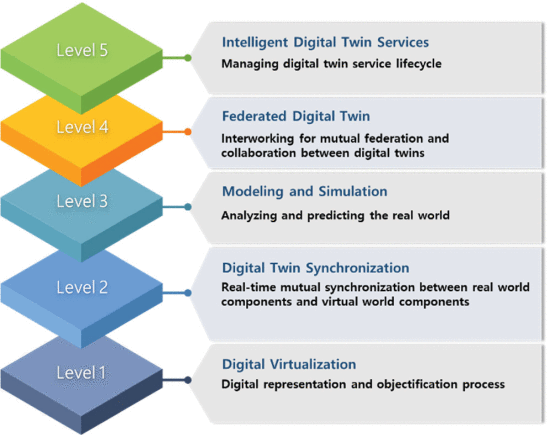 Level 5
Intelligent Digital Twin Services
Managing digital twin service lifecycle
Level 4
Federated Digital Twin
Interworking for mutual federation and
collaboration between digital twins
Level 3
Modeling and Simulation
Analyzing and predicting the real world
Level 2
Digital Twin Synchronization
Real-time mutual synchronization between real world
components and virtual world components
Level 1
Digital Virtualization
Digital representation and objectification process